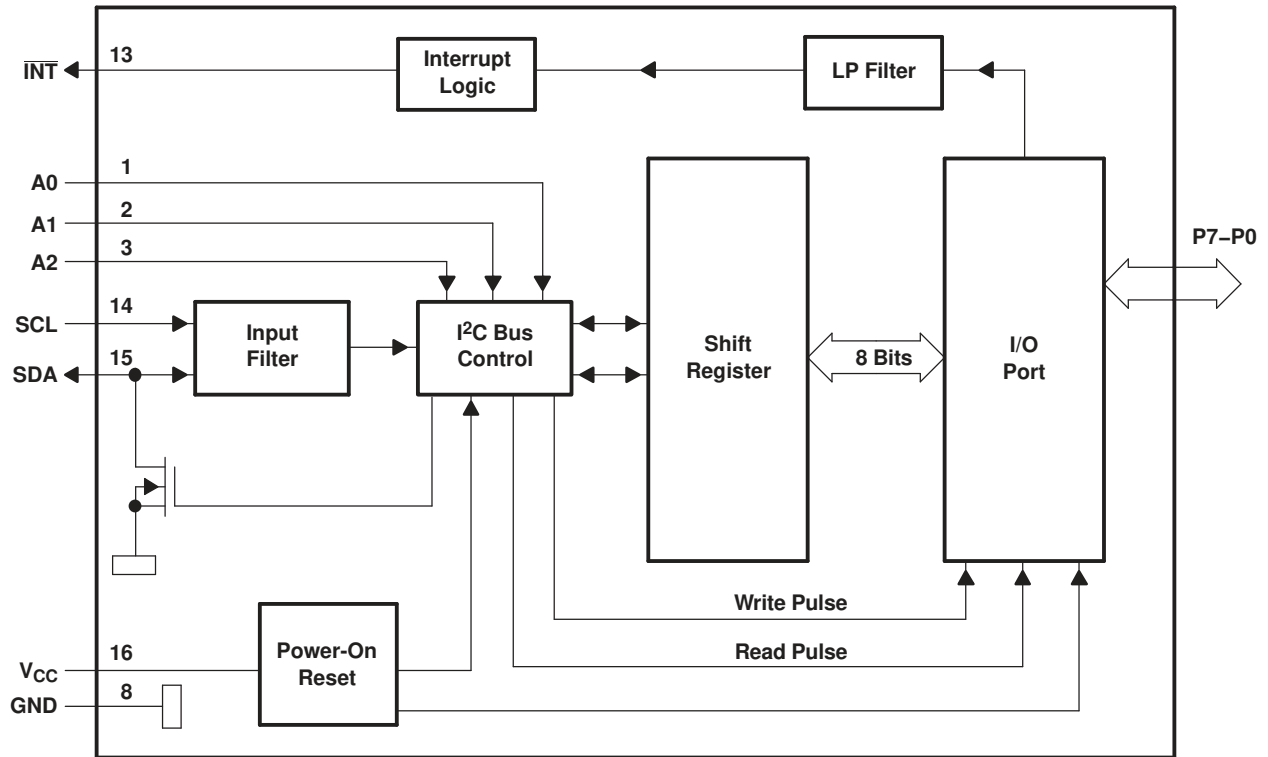 INT
13
Interrupt
Logic
LP Filter
A0
1
A1
2
A2
3
P7–P0
SCL
14
SDA
15
Input
Filter
I²C Bus
Control
Shift
Register
8 Bits
I/O
Port
Write Pulse
Read Pulse
Power-On
Reset
VCC
16
GND
8